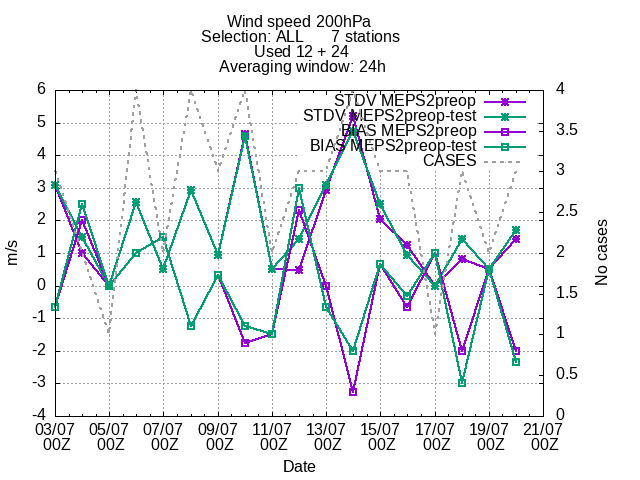 Wind speed 200hPa
Selection: ALL 7 stations
Used 12 + 24
Averaging window: 24h
STDV MEPS2preop
STDV MEPS2preop-test
BIAS MEPS2preop
BIAS MEPS2preop-test
CASES
6
5
4
3
2
1
0
-1
-2
-3
-4
m/s
4
3.5
3
2.5
2
1.5
1
0.5
0
No cases
03/07 05/07 07/07 09/07 11/07 13/07 15/07 17/07 19/07 21/07
00Z 00Z 00Z 00Z 00Z 00Z 00Z 00Z 00Z 00Z
Date